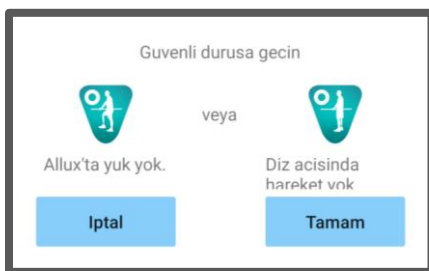 Guvenli durusa gecin
veya
Allux'ta yuk yok.
Diz acisinda
hareket yok
Iptal
Tamam